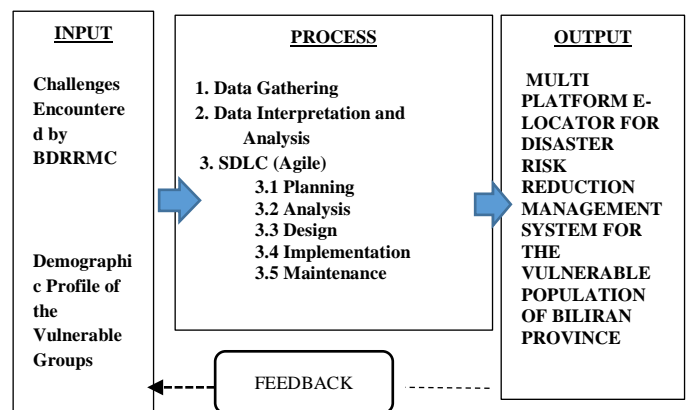 INPUT
Challenges
Encountere
d by
BDRRMC
Demographi
c Profile of
the
Vulnerable
Groups
PROCESS
1. Data Gathering
2. Data Interpretation and
Analysis
3. SDLC (Agile)
3.1 Planning
3.2 Analysis
3.3 Design
3.4 Implementation
3.5 Maintenance
OUTPUT
MULTI
PLATFORM E-
LOCATOR FOR
DISASTER
RISK
REDUCTION
MANAGEMENT
SYSTEM FOR
THE
VULNERABLE
POPULATION
OF BILIRAN
PROVINCE
FEEDBACK